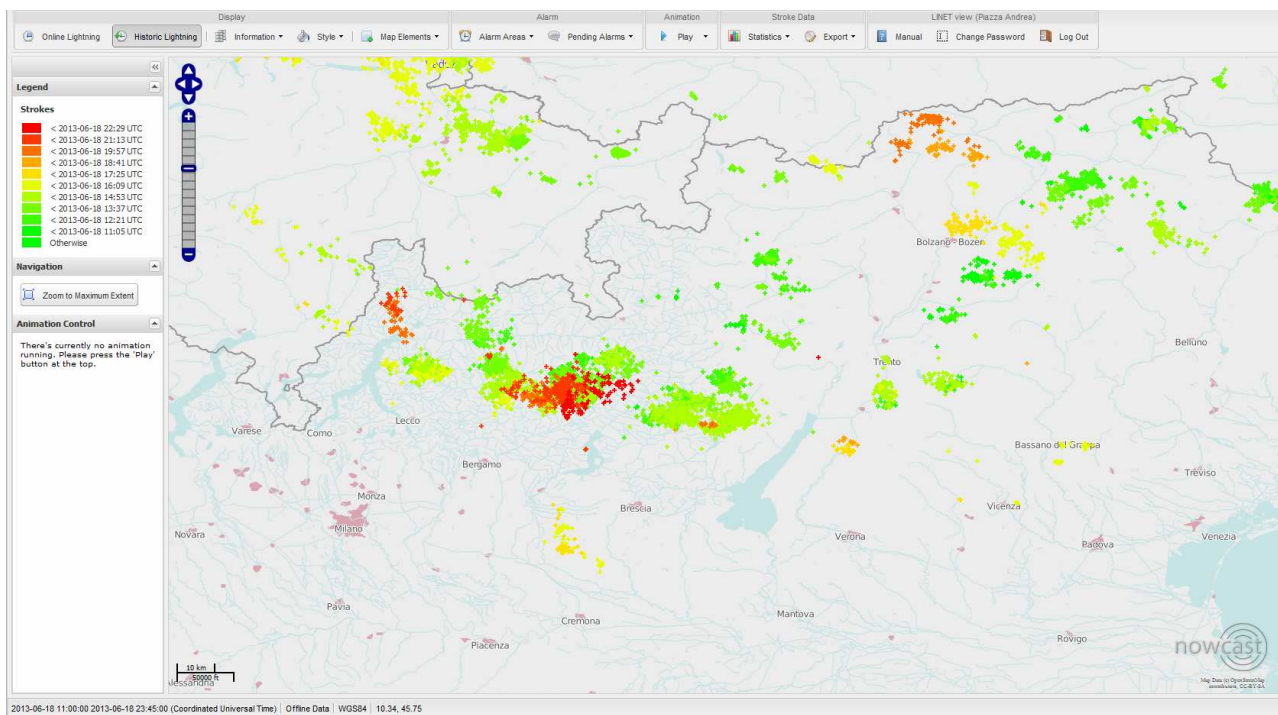 Display
Alarm
Animation
Stroke Data
LINET view (Piazza Andrea)
Online Lightning
Historic Lightning
Information
Style
Map Elements
Alarm Areas
Pending Alarms
Play
Statistics
Export
Manual
Change Password
Log Out
Legend
Strokes
< 2013-06-18 22:29 UTC
< 2013-06-18 21:13 UTC
< 2013-06-18 19:57 UTC
< 2013-06-18 18:41 UTC
< 2013-06-18 17:25 UTC
< 2013-06-18 16:09 UTC
< 2013-06-18 14:53 UTC
< 2013-06-18 13:37 UTC
< 2013-06-18 12:21 UTC
< 2013-06-18 11:05 UTC
Otherwise
Navigation
Zoom to Maximum Extent
Animation Control
There's currently no animation
running. Please press the 'Play'
button at the top.
Bolzano - Bozen
Belluno
Trento
Lecco
Varese
Como
Bassano del Grappa
Bergamo
Treviso
Monza
Brescia
Vicenza
Milano
Novara
Verona
Padova
Venezia
Pavia
Cremona
Mantova
Piacenza
Rovigo
nowcast
10 km
50000 ft
Alessandria
Map Data (c) OpenStreetMap
contributors, CC-BY-SA
2013-06-18 11:00:00 2013-06-18 23:45:00 (Coordinated Universal Time)
Offline Data
WGS84
10.34, 45.75